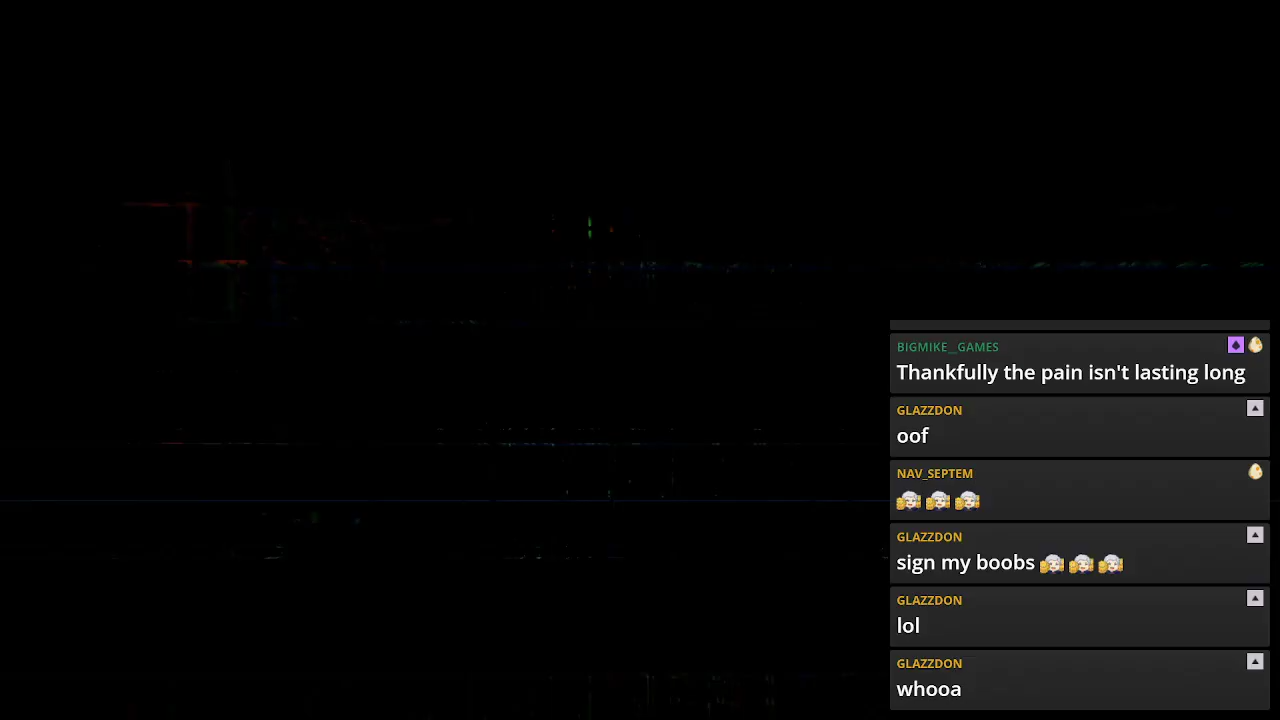 BIGMIKE__GAMES
Thankfully the pain isn't lasting long
GLAZZDON
oof
NAV_SEPTEM
GLAZZDON
sign my boobs
GLAZZDON
lol
GLAZZDON
whooa